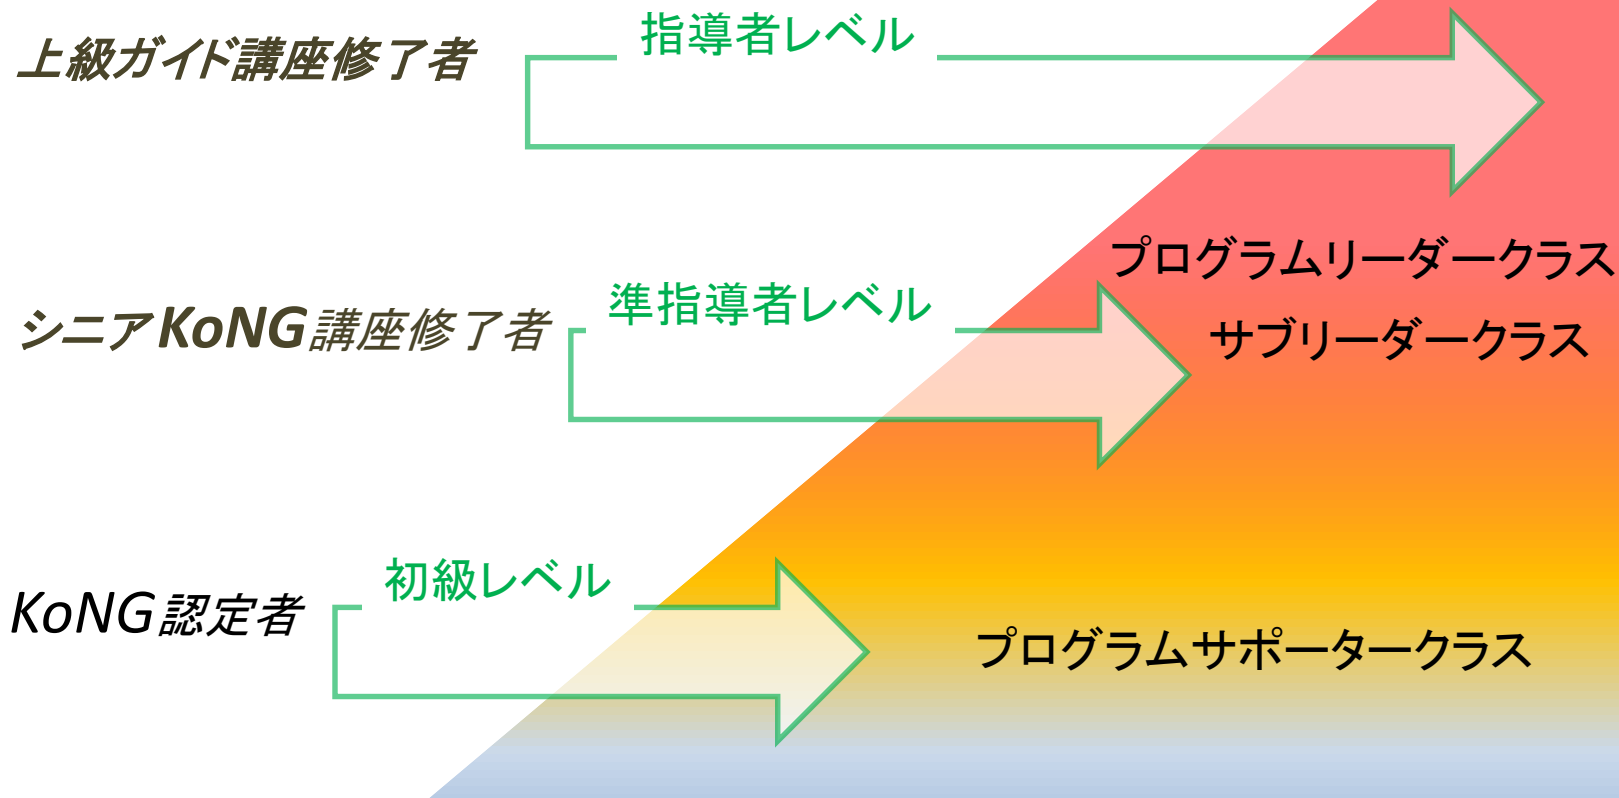 指導者レベル
上級ガイド講座修了者
プログラムリーダークラス
準指導者レベル
シニアKoNG講座修了者
サブリーダークラス
初級レベル
KoNG認定者
プログラムサポータークラス